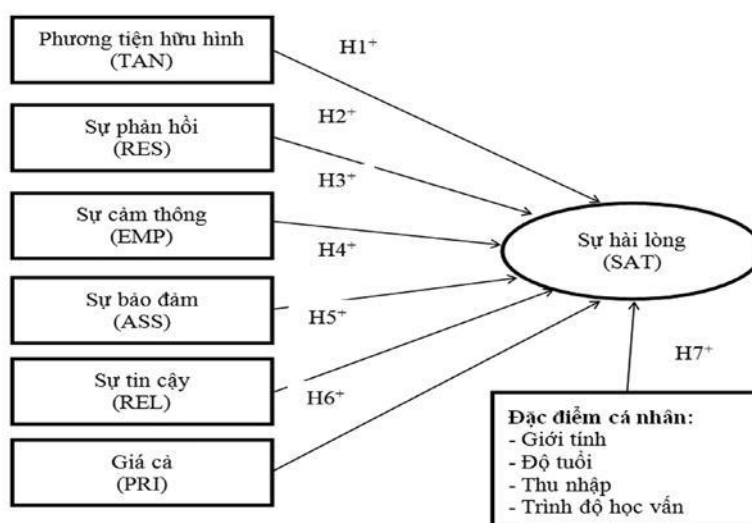 Phương tiện hữu hình
(TAN)
H1⁺
Sự phản hồi
(RES)
H2⁺
H3⁺
Sự cảm thông
(EMP)
H4⁺
Sự hài lòng
(SAT)
Sự bảo đảm
(ASS)
H5⁺
Sự tin cậy
(REL)
H6⁺
H7⁺
Giá cả
(PRI)
Đặc điểm cá nhân:
- Giới tính
- Độ tuổi
- Thu nhập
- Trình độ học vấn